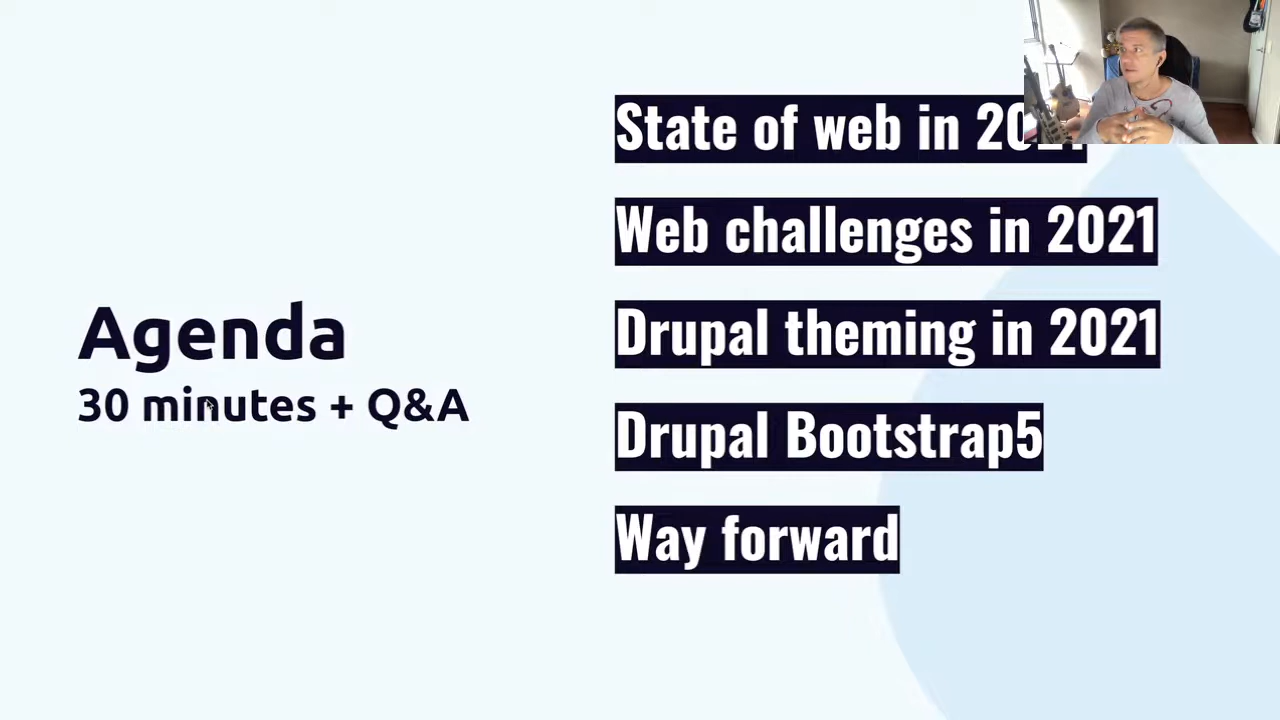 Agenda
30 minutes + Q&A
State of web in 2021
Web challenges in 2021
Drupal theming in 2021
Drupal Bootstrap5
Way forward